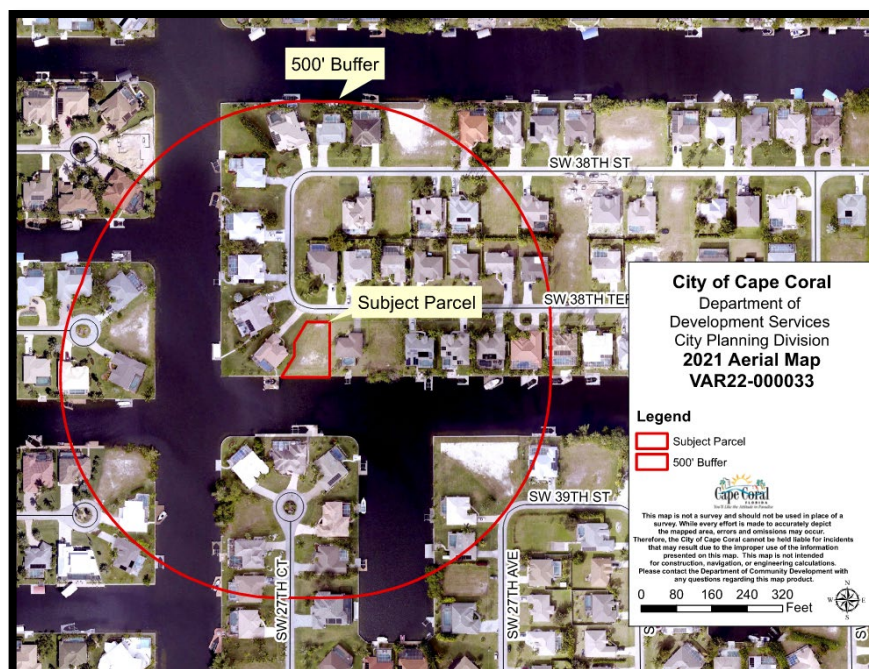 500' Buffer
SW 38TH ST
Subject Parcel
SW 38TH TER
SW 39TH ST
SW 27TH CT
SW 27TH AVE
City of Cape Coral
Department of
Development Services
City Planning Division
2021 Aerial Map
VAR22-000033
Legend
Subject Parcel
500' Buffer
Cape Coral
FLORIDA
This map is not a survey and should not be used in place of a
survey. While every effort is made to accurately depict
the mapped area, errors and omissions may occur.
Therefore, the City of Cape Coral cannot be held liable for incidents
that may result due to the improper use of the information
presented on this map. This map is not intended
for construction, navigation, or engineering calculations.
Please contact the Department of Community Development with
any questions regarding this map product.
0 80 160 240 320
Feet
N
W E
S